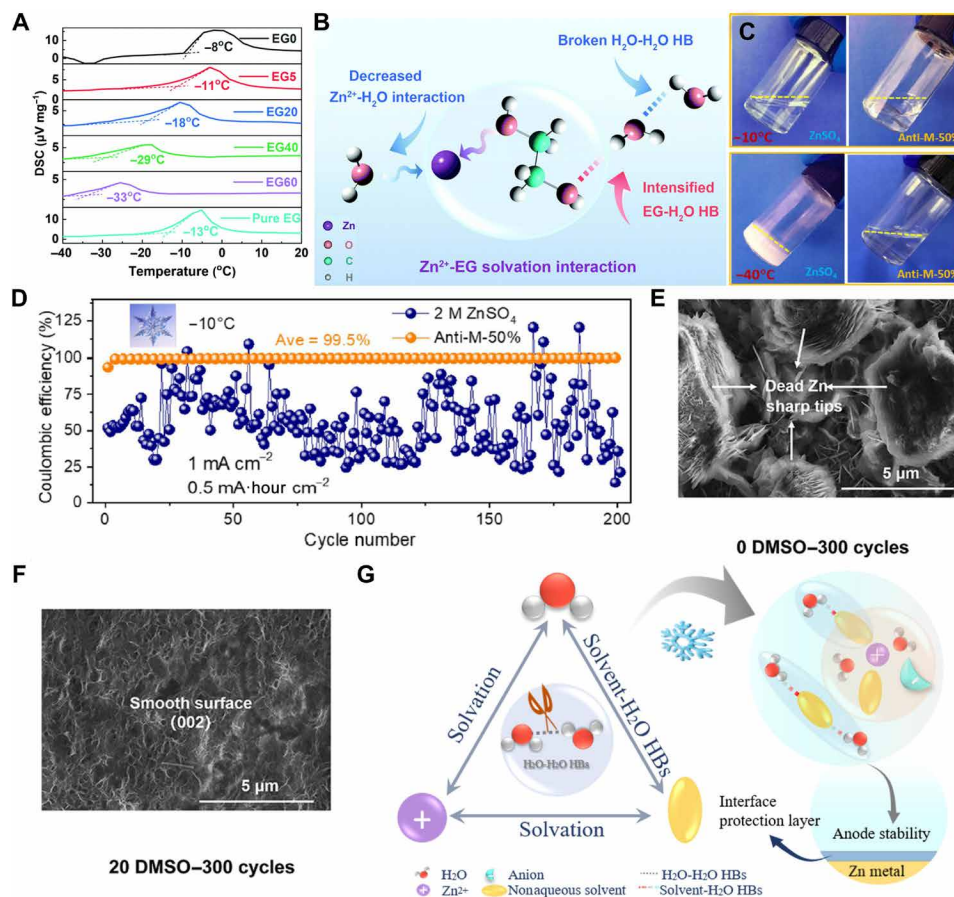 A
DSC (µV mg⁻¹)
10
5
0
−8°C
EG0
5
−11°C
EG5
5
−18°C
EG20
5
−29°C
EG40
5
−33°C
EG60
10
5
0
−13°C
Pure EG
−40 −30 −20 −10 0 10 20
Temperature (°C)
B
Broken H₂O-H₂O HB
Decreased
Zn²⁺-H₂O interaction
Intensified
EG-H₂O HB
Zn
O
C
H
Zn²⁺-EG solvation interaction
C
−10°C
ZnSO₄
Anti-M-50%
−40°C
ZnSO₄
Anti-M-50%
D
Coulombic efficiency (%)
125
100
75
50
25
0
−10°C
Ave = 99.5%
2 M ZnSO₄
Anti-M-50%
1 mA cm⁻²
0.5 mA·hour cm⁻²
0 50 100 150 200
Cycle number
E
Dead Zn
sharp tips
5 µm
0 DMSO–300 cycles
F
Smooth surface
(002)
5 µm
20 DMSO–300 cycles
G
Solvation
Solvent-H₂O HBs
H₂O-H₂O HBs
+
Solvation
Interface
protection layer
Anode stability
Zn metal
H₂O
Anion
H₂O-H₂O HBs
+
Zn²⁺
Nonaqueous solvent
Solvent-H₂O HBs